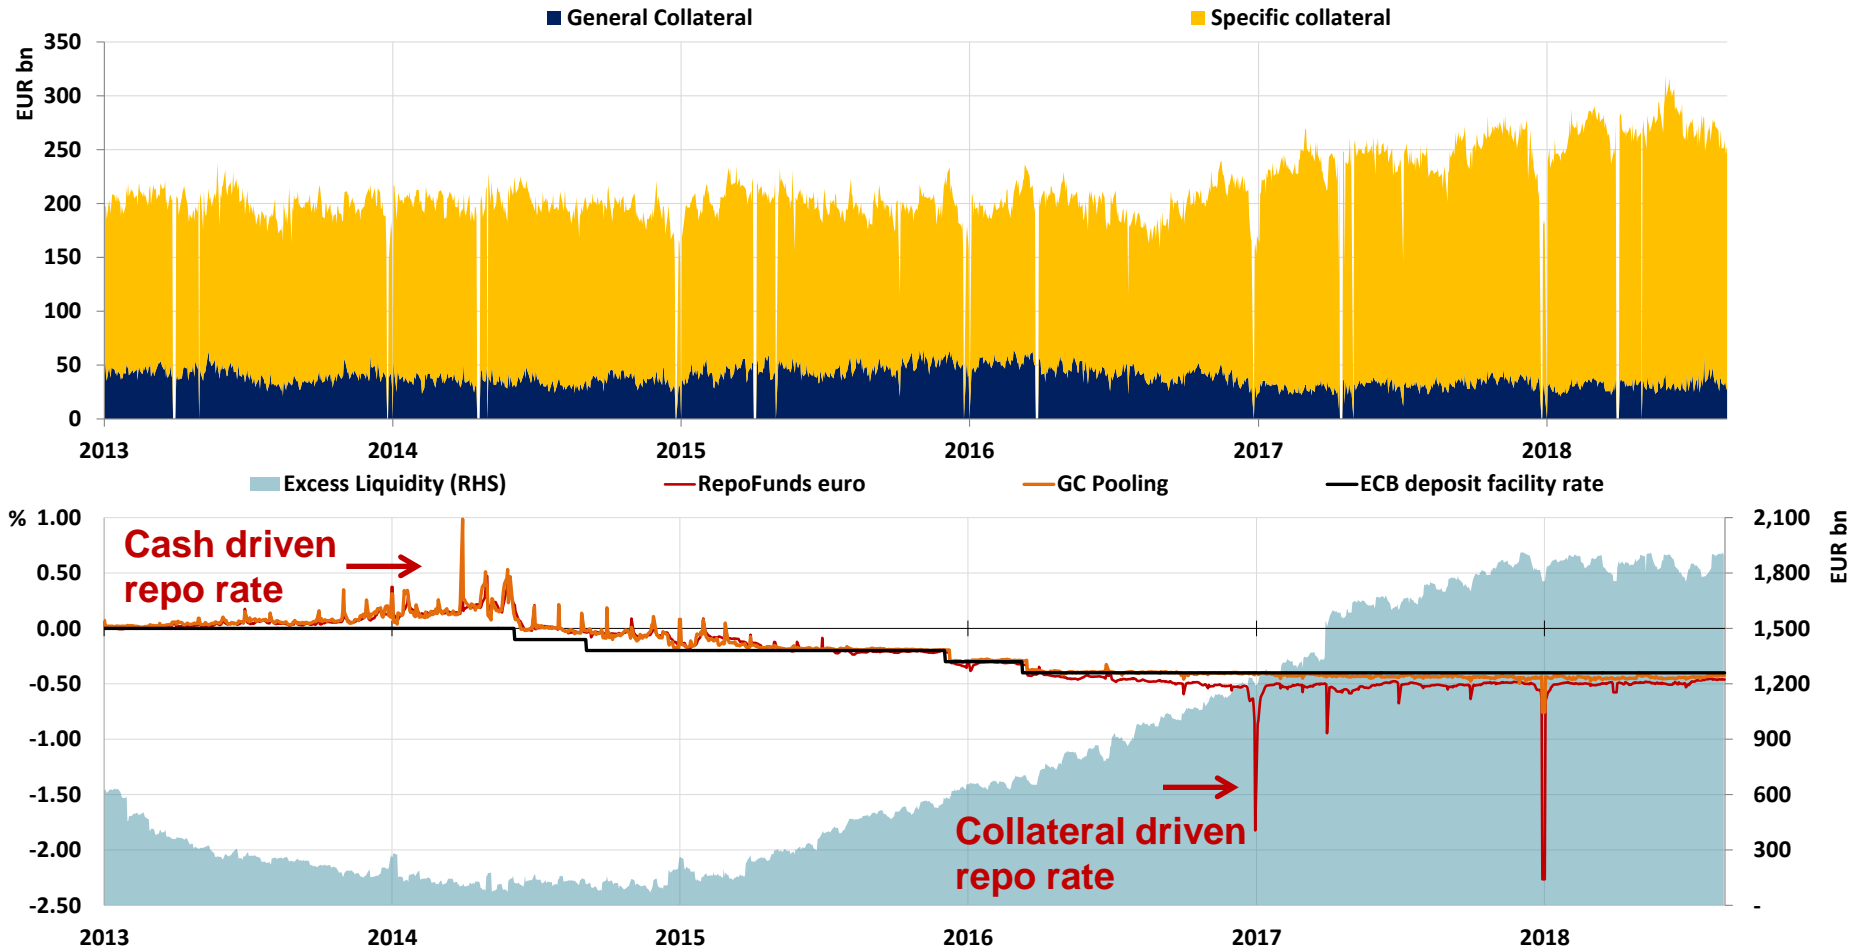 General Collateral
Specific collateral
EUR bn
350
300
250
200
150
100
50
0
2013 2014 2015 2016 2017 2018
Excess Liquidity (RHS)
RepoFunds euro
GC Pooling
ECB deposit facility rate
%
1.00
0.50
0.00
-0.50
-1.00
-1.50
-2.00
-2.50
Cash driven
repo rate
Collateral driven
repo rate
2,100
1,800
1,500
1,200
900
600
300
-
EUR bn
2013 2014 2015 2016 2017 2018